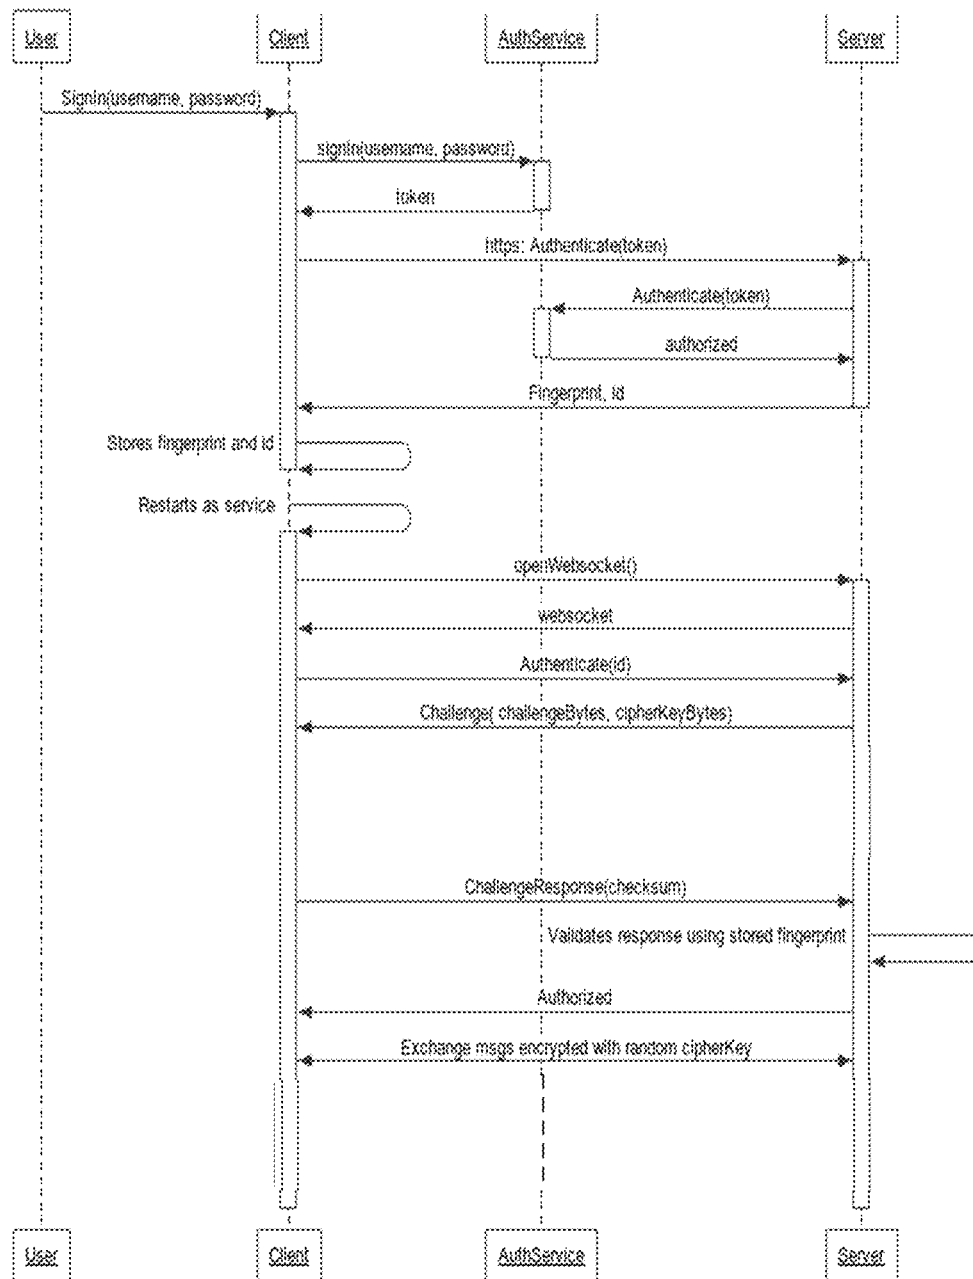 User Client AuthService Server
SignIn(username, password)
signIn(username, password)
token
https: Authenticate(token)
Authenticate(token)
authorized
Fingerprint, id
Stores fingerprint and id
Restarts as service
openWebsocket()
websocket
Authenticate(id)
Challenge( challengeBytes, cipherKeyBytes)
ChallengeResponse(checksum)
Validates response using stored fingerprint
Authorized
Exchange msgs encrypted with random cipherKey
User Client AuthService Server